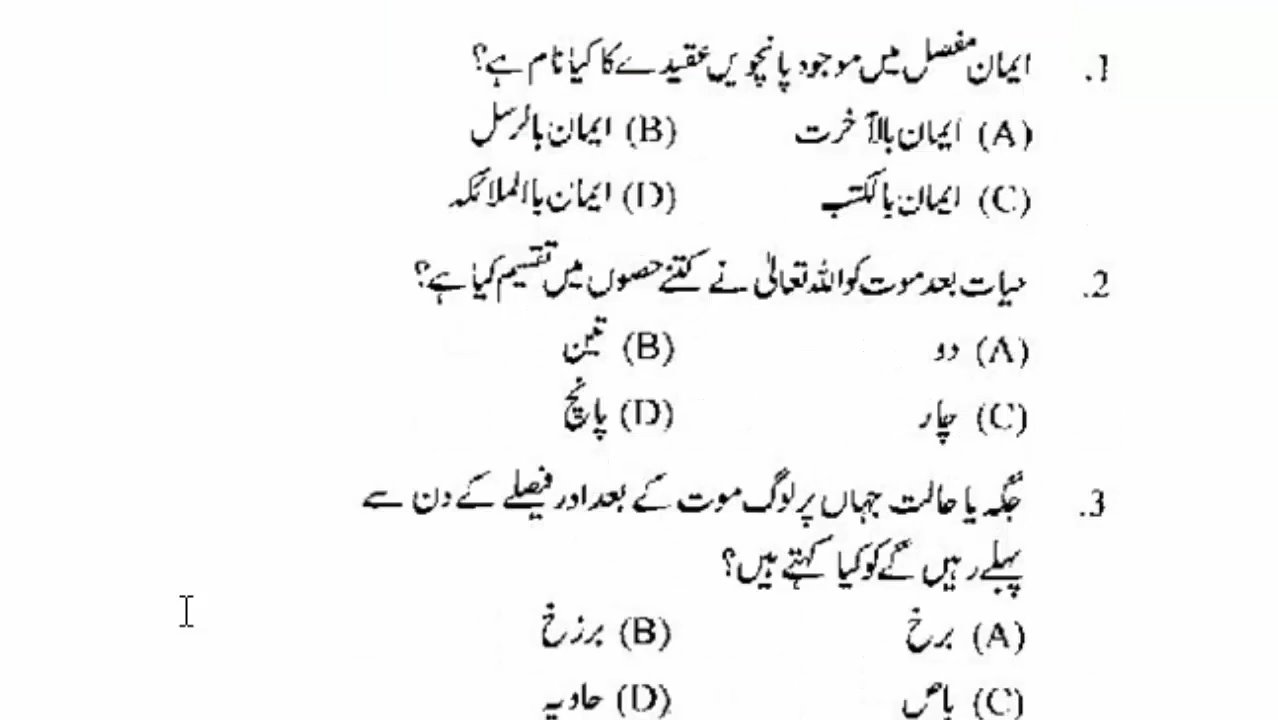 1. ایمان مفصل میں موجود پانچویں عقیدے کا کیا نام ہے؟
(A) ایمان بالآخرت (B) ایمان بالرسل
(C) ایمان بالکتب (D) ایمان باالملائکہ
2. حیات بعد موت کو اللہ تعالیٰ نے کتنے حصوں میں تقسیم کیا ہے؟
(A) دو (B) تین
(C) چار (D) پانچ
3. جگہ یا حالت جہاں پر لوگ موت کے بعد اور فیصلے کے دن سے
پہلے رہیں گے کو کیا کہتے ہیں؟
(A) برخ (B) برزخ
(C) باص (D) حاویہ